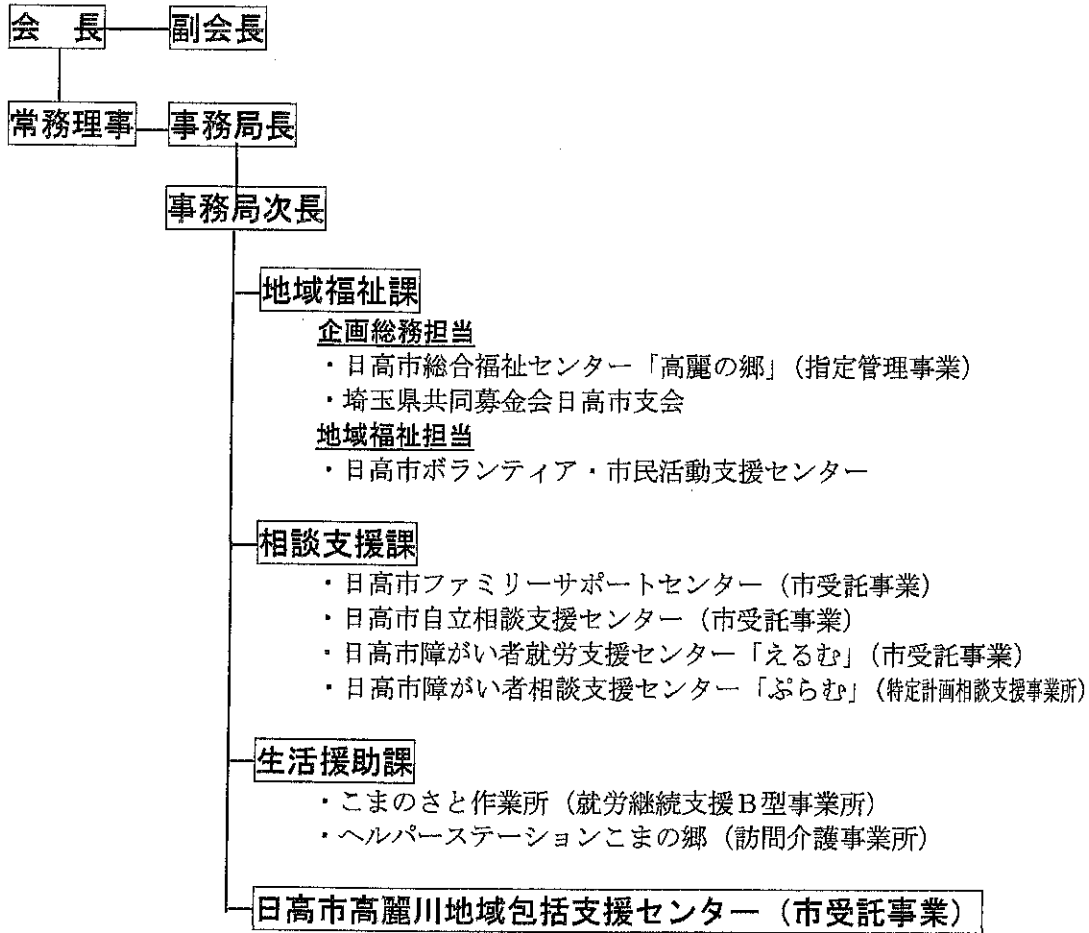 会　長　副会長
常務理事　事務局長
事務局次長
地域福祉課
企画総務担当
・日高市総合福祉センター「高麗の郷」（指定管理事業）
・埼玉県共同募金会日高市支会
地域福祉担当
・日高市ボランティア・市民活動支援センター
相談支援課
・日高市ファミリーサポートセンター（市受託事業）
・日高市自立相談支援センター（市受託事業）
・日高市障がい者就労支援センター「えるむ」（市受託事業）
・日高市障がい者相談支援センター「ぷらむ」（特定計画相談支援事業所）
生活援助課
・こまのさと作業所（就労継続支援Ｂ型事業所）
・ヘルパーステーションこまの郷（訪問介護事業所）
日高市高麗川地域包括支援センター（市受託事業）